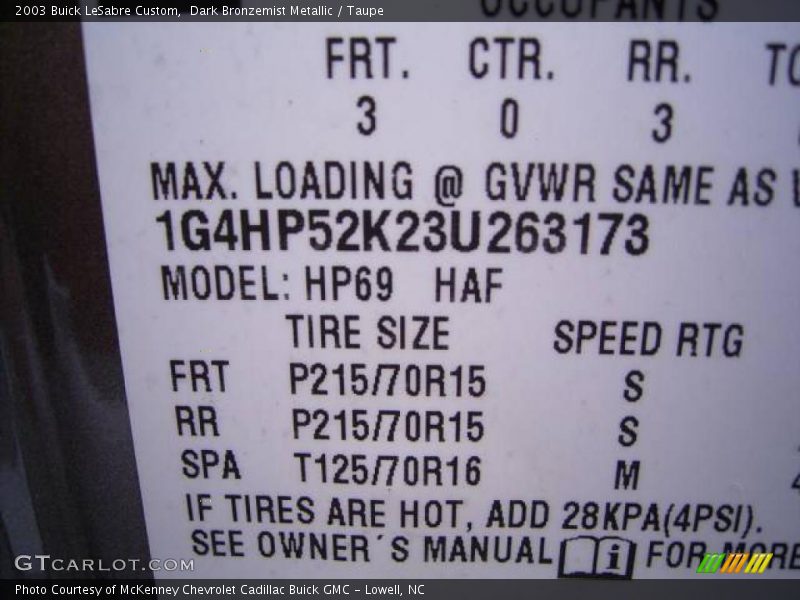 2003 Buick LeSabre Custom, Dark Bronzemist Metallic / Taupe
OCCUPANTS
FRT. CTR. RR.
3 0 3
MAX. LOADING @ GVWR SAME AS
1G4HP52K23U263173
MODEL: HP69 HAF
TIRE SIZE SPEED RTG
FRT P215/70R15 S
RR P215/70R15 S
SPA T125/70R16 M
IF TIRES ARE HOT, ADD 28KPA(4PSI).
SEE OWNER´S MANUAL i FOR MORE
GTCARLOT.COM
Photo Courtesy of McKenney Chevrolet Cadillac Buick GMC - Lowell, NC